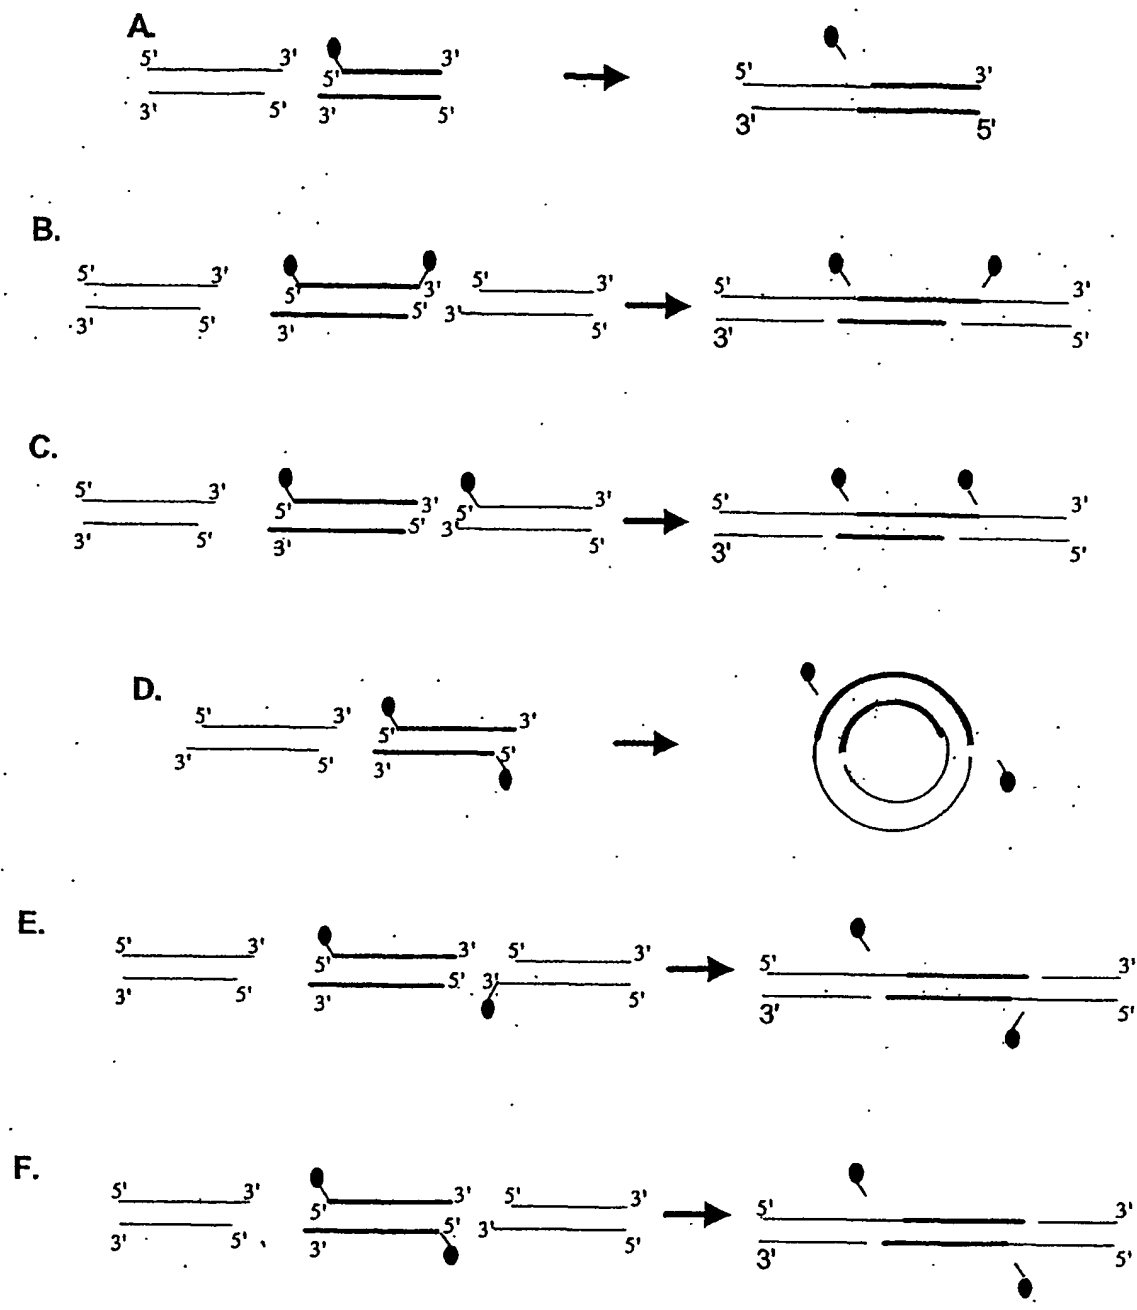 A.
5' 3' 5' 3' 5' 3'
3' 5' 3' 5' 3' 5'
B.
5' 3' 5' 3' 5' 3' 5' 3'
3' 5' 3' 5' 3' 5' 3' 5'
C.
5' 3' 5' 3' 5' 3' 5' 3'
3' 5' 3' 5' 3' 5' 3' 5'
D.
5' 3' 5' 3'
3' 5' 3' 5'
E.
5' 3' 5' 3' 5' 3' 5' 3'
3' 5' 3' 5' 3' 5' 3' 5'
F.
5' 3' 5' 3' 5' 3' 5' 3'
3' 5' 3' 5' 3' 5' 3' 5'